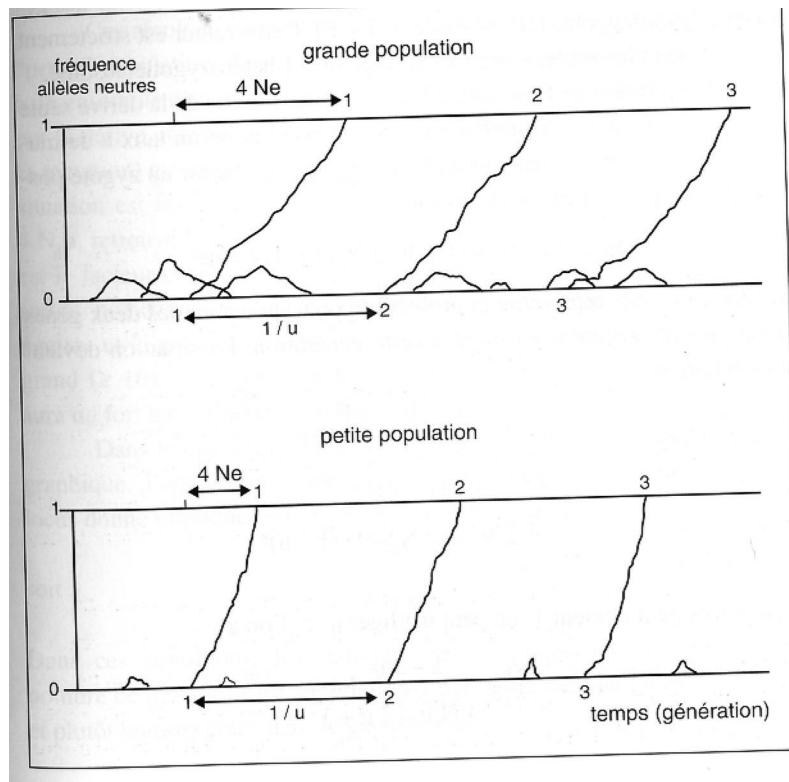 grande population
fréquence
allèles neutres
4 Ne
1 2 3
1
0
1 2 3
1 / u
petite population
4 Ne
1 2 3
1
0
1 2 3
1 / u
temps (génération)